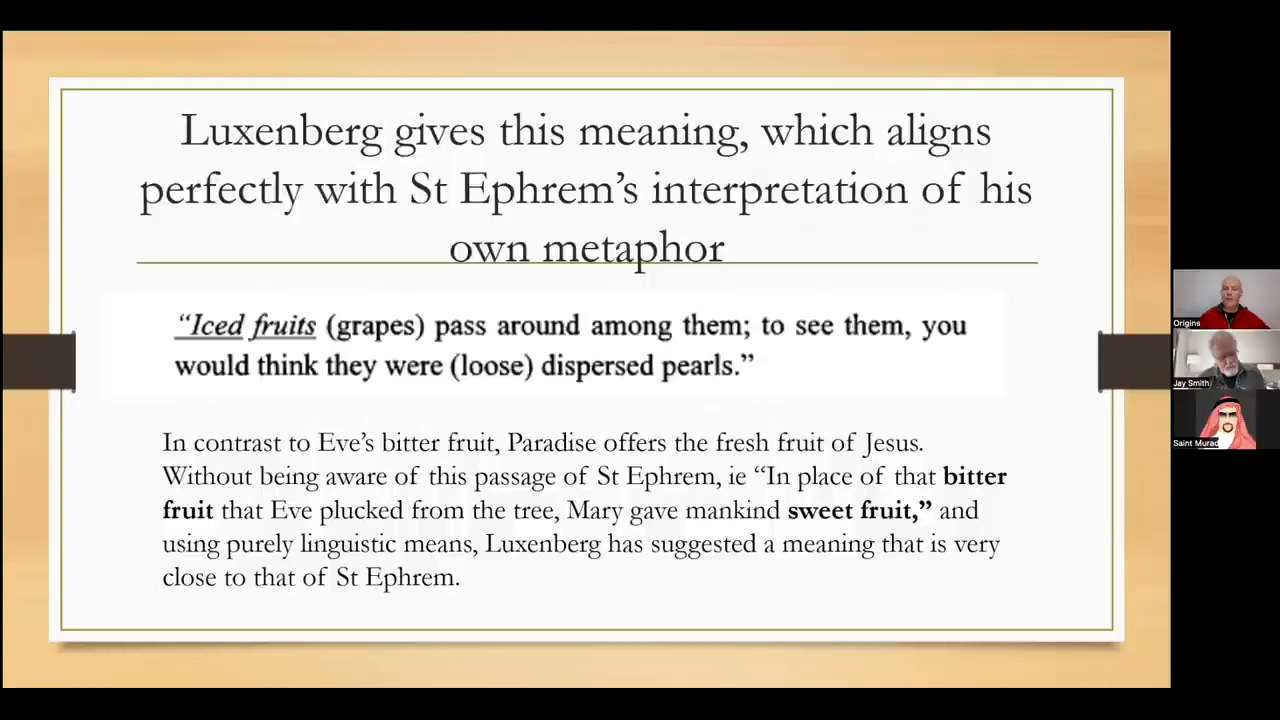 Luxenberg gives this meaning, which aligns
perfectly with St Ephrem's interpretation of his
own metaphor
"Iced fruits (grapes) pass around among them; to see them, you
would think they were (loose) dispersed pearls."
In contrast to Eve's bitter fruit, Paradise offers the fresh fruit of Jesus.
Without being aware of this passage of St Ephrem, ie "In place of that bitter
fruit that Eve plucked from the tree, Mary gave mankind sweet fruit," and
using purely linguistic means, Luxenberg has suggested a meaning that is very
close to that of St Ephrem.
Origins
Jay Smith
Saint Murad